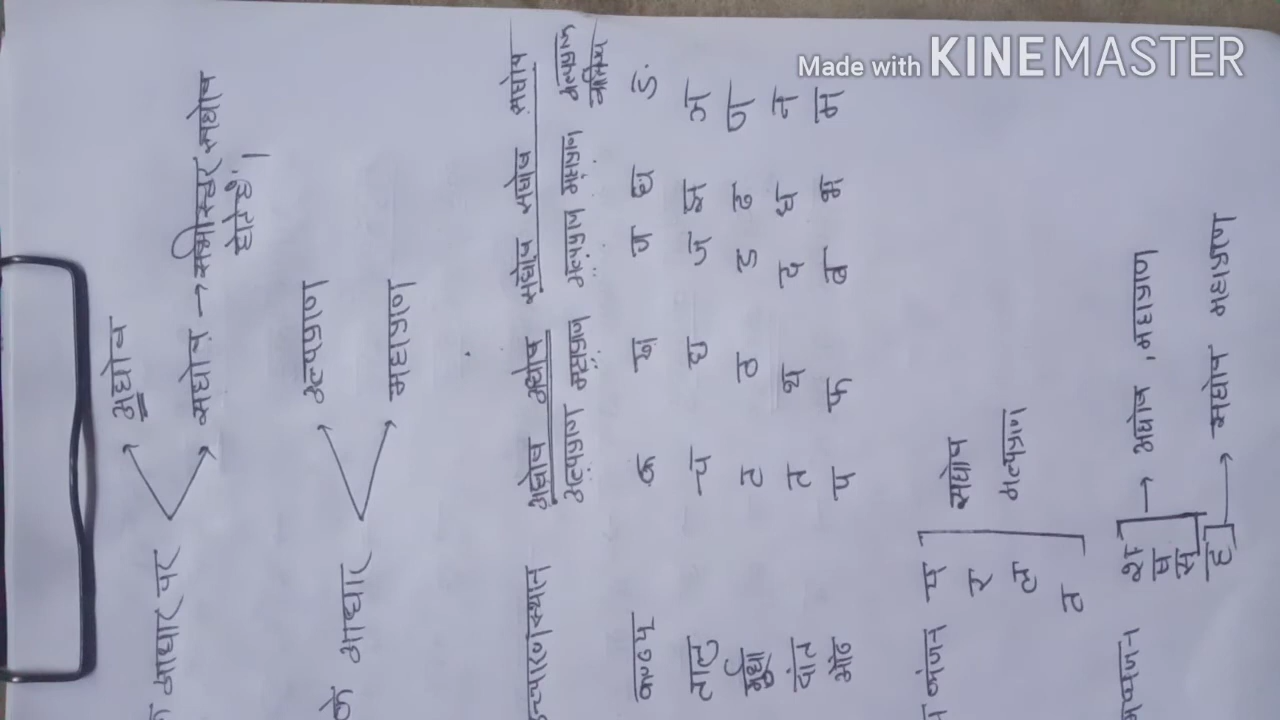 Made with KINEMASTER
के आधार पर → अघोष
→ सघोष → सभी स्वर सघोष
होते हैं।
के आधार → अल्पप्राण
→ महाप्राण
उच्चारण स्थान अघोष अघोष सघोष सघोष सघोष
अल्पप्राण महाप्राण अल्पप्राण महाप्राण अल्पप्राण
कण्ठ्य क ख ग घ ङ
तालु च छ ज झ ञ
मुर्धा ट ठ ड ढ ण
दांत त थ द ध न
ओठ प फ ब भ म
व्यंजन य सघोष
र अल्पप्राण
ल
व
श → अघोष, महाप्राण
ष
स
ह → सघोष महाप्राण